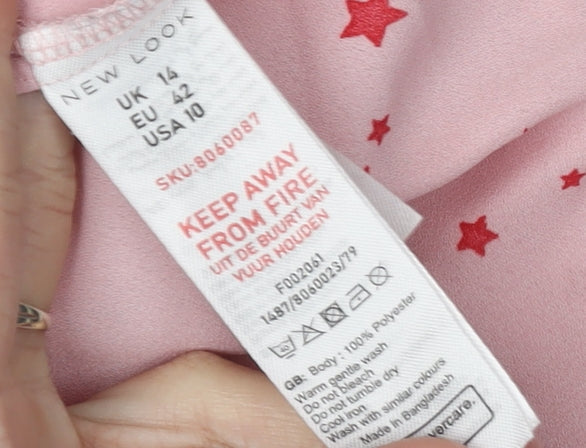 NEW LOOK
UK 14
EU 42
USA 10
SKU:8060087
KEEP AWAY
FROM FIRE
UIT DE BUURT VAN
VUUR HOUDEN
F002061
1487/8060023/79
40
GB: Body : 100% Polyester
Warm gentle wash
Do not bleach
Do not tumble dry
Cool iron
Wash with similar colours
Made in Bangladesh